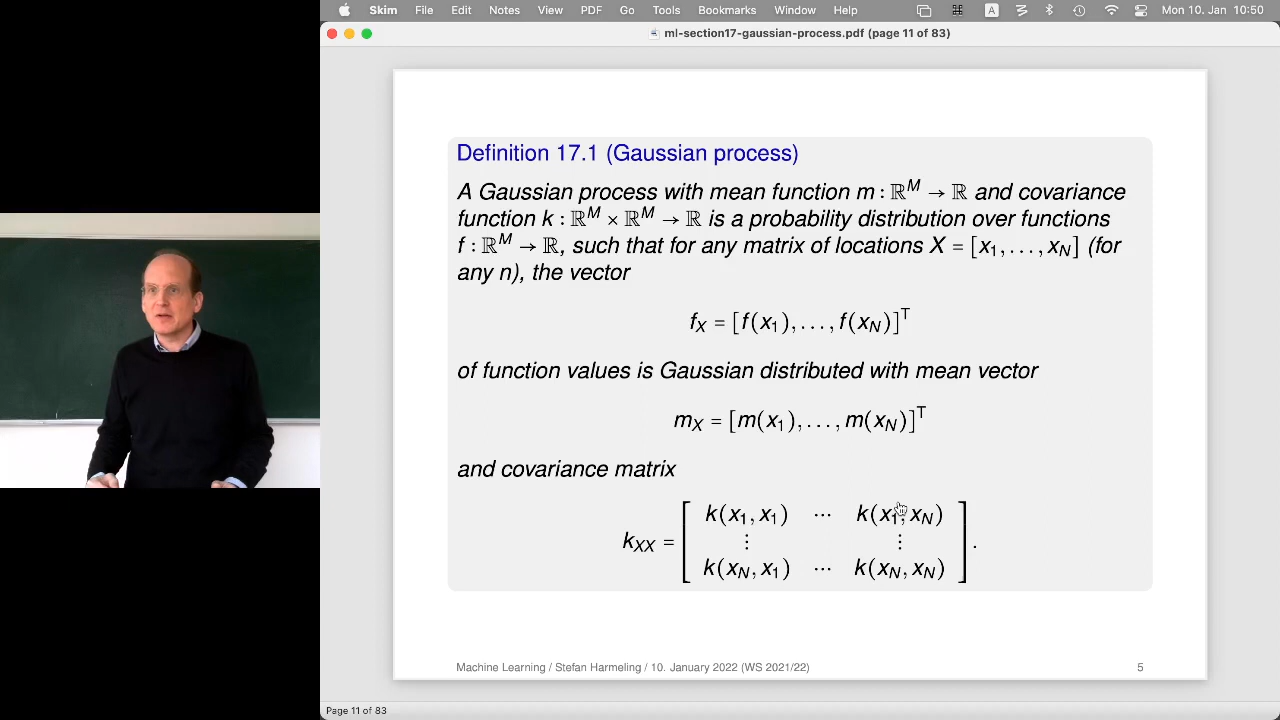 Skim File Edit Notes View PDF Go Tools Bookmarks Window Help A Mon 10. Jan 10:50
ml-section17-gaussian-process.pdf (page 11 of 83)
Definition 17.1 (Gaussian process)
A Gaussian process with mean function m : ℝ^M → ℝ and covariance
function k : ℝ^M × ℝ^M → ℝ is a probability distribution over functions
f : ℝ^M → ℝ, such that for any matrix of locations X = [x₁, . . . , x_N] (for
any n), the vector
f_X = [f(x₁), . . . , f(x_N)]^T
of function values is Gaussian distributed with mean vector
m_X = [m(x₁), . . . , m(x_N)]^T
and covariance matrix
k(x₁, x₁) ⋯ k(x₁, x_N)
k_XX = [ ⋮ ⋮ ] .
k(x_N, x₁) ⋯ k(x_N, x_N)
Machine Learning / Stefan Harmeling / 10. January 2022 (WS 2021/22) 5
Page 11 of 83